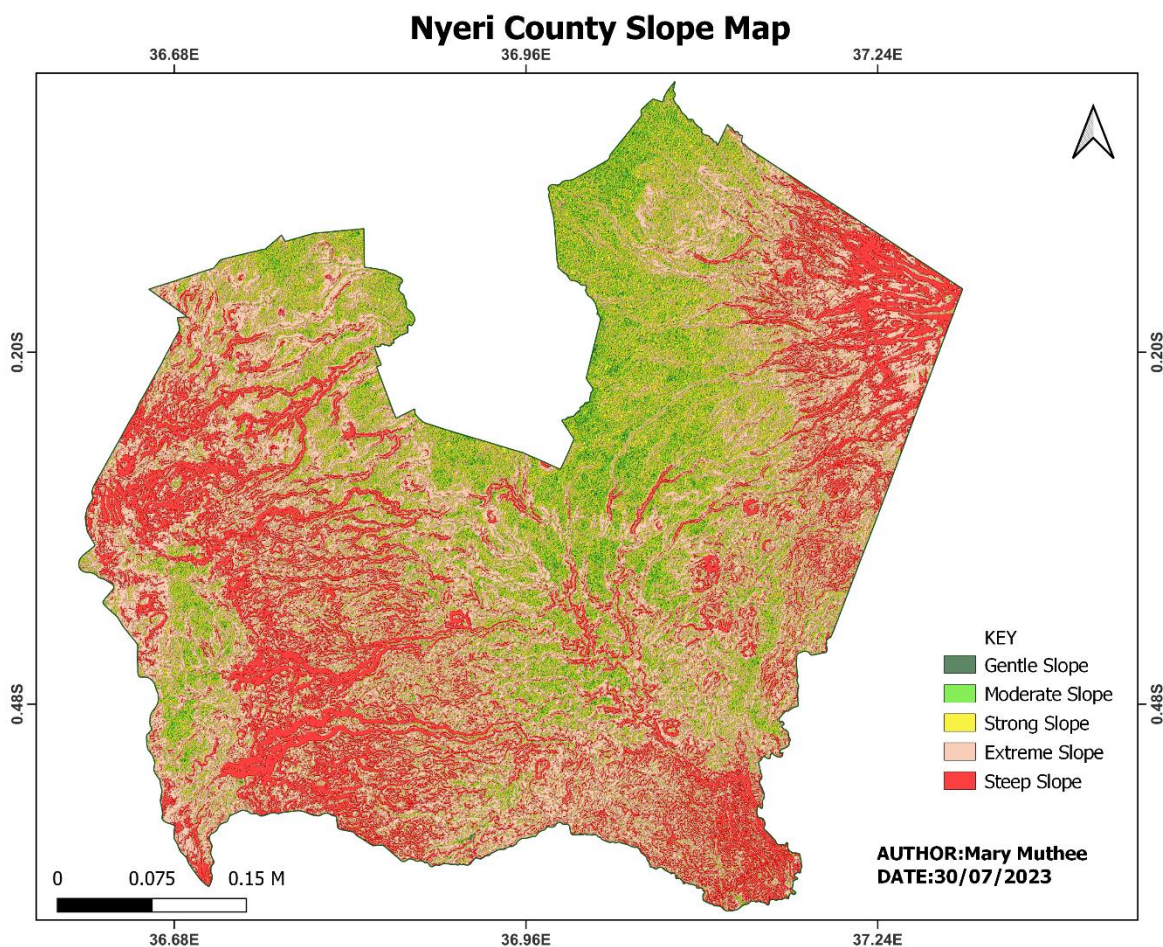 Nyeri County Slope Map
36.68E 36.96E 37.24E
0.20S 0.20S
0.48S 0.48S
KEY
Gentle Slope
Moderate Slope
Strong Slope
Extreme Slope
Steep Slope
AUTHOR:Mary Muthee
DATE:30/07/2023
0 0.075 0.15 M
36.68E 36.96E 37.24E